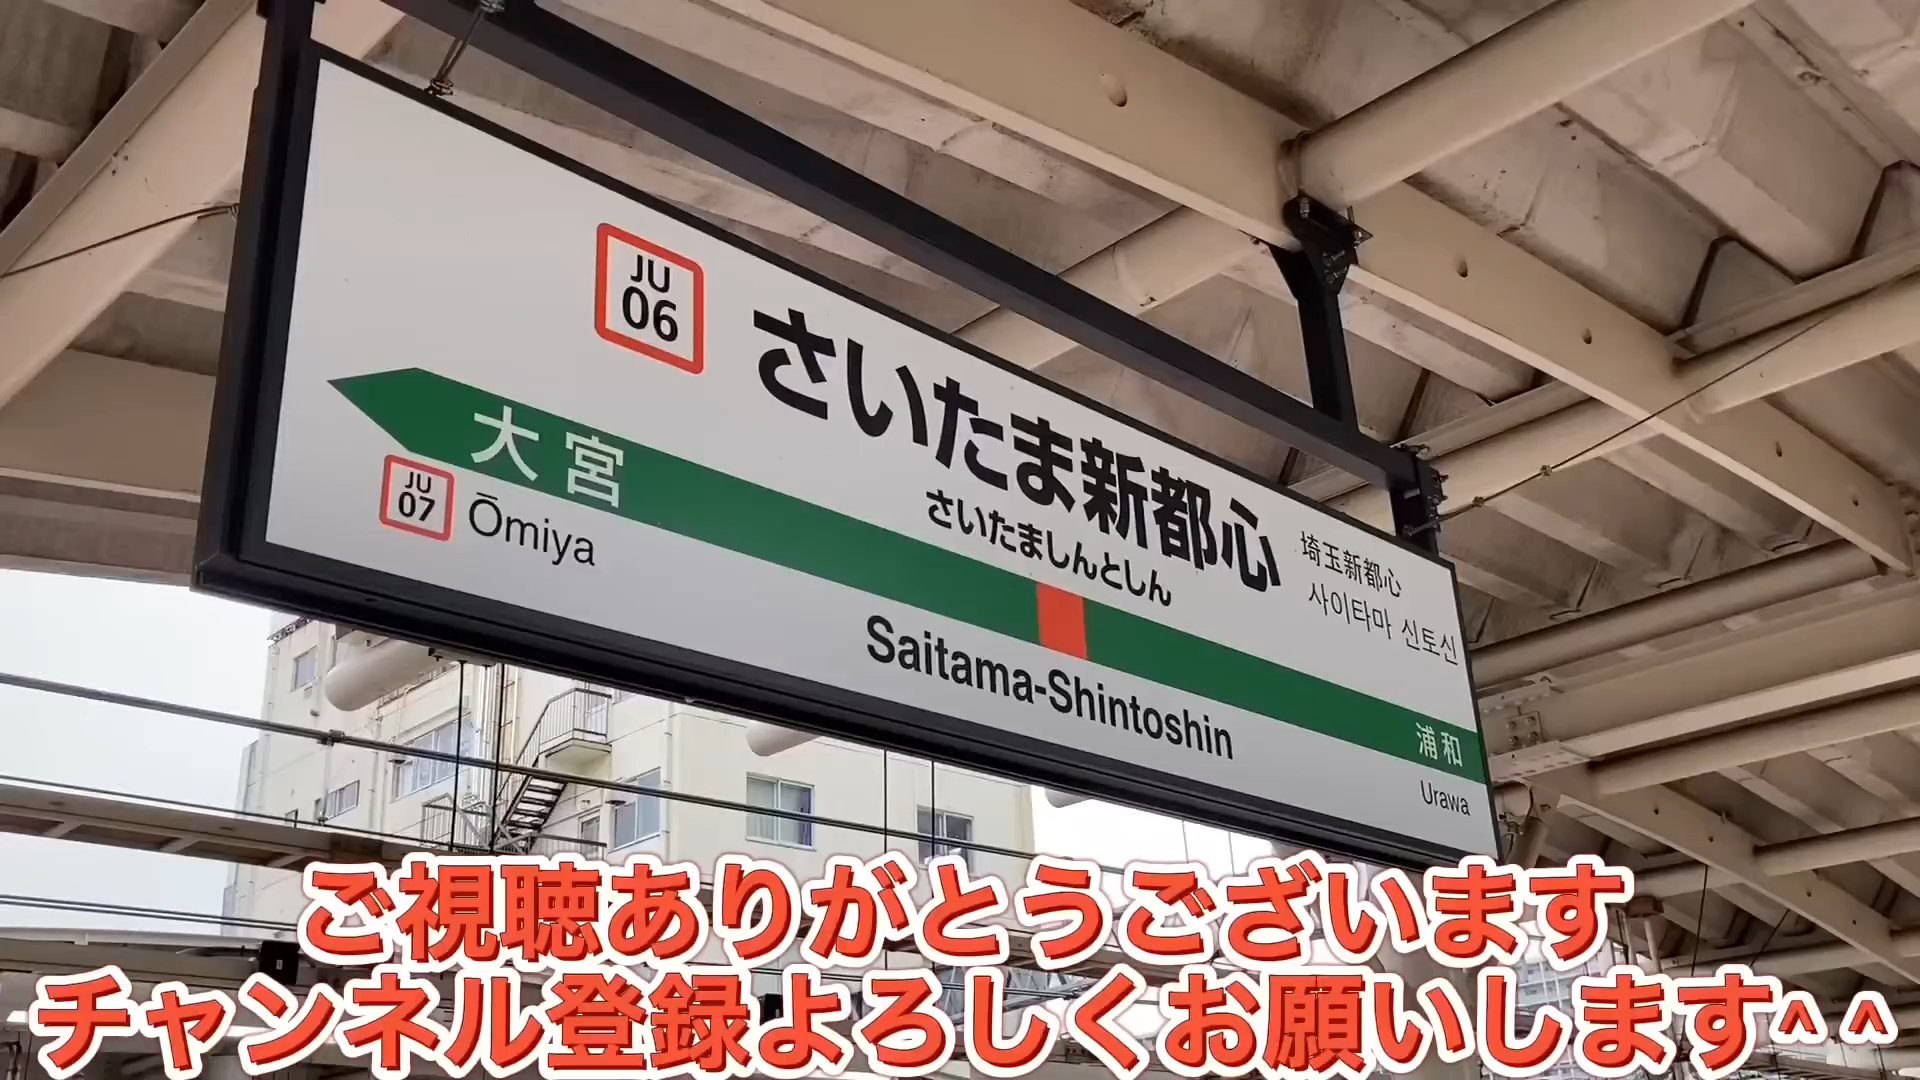 JU
06
さいたま新都心
さいたましんとしん
埼玉新都心
사이타마 신토신
大宮
JU
07
Ōmiya
Saitama-Shintoshin
浦和
Urawa
ご視聴ありがとうございます
チャンネル登録よろしくお願いします^ ^